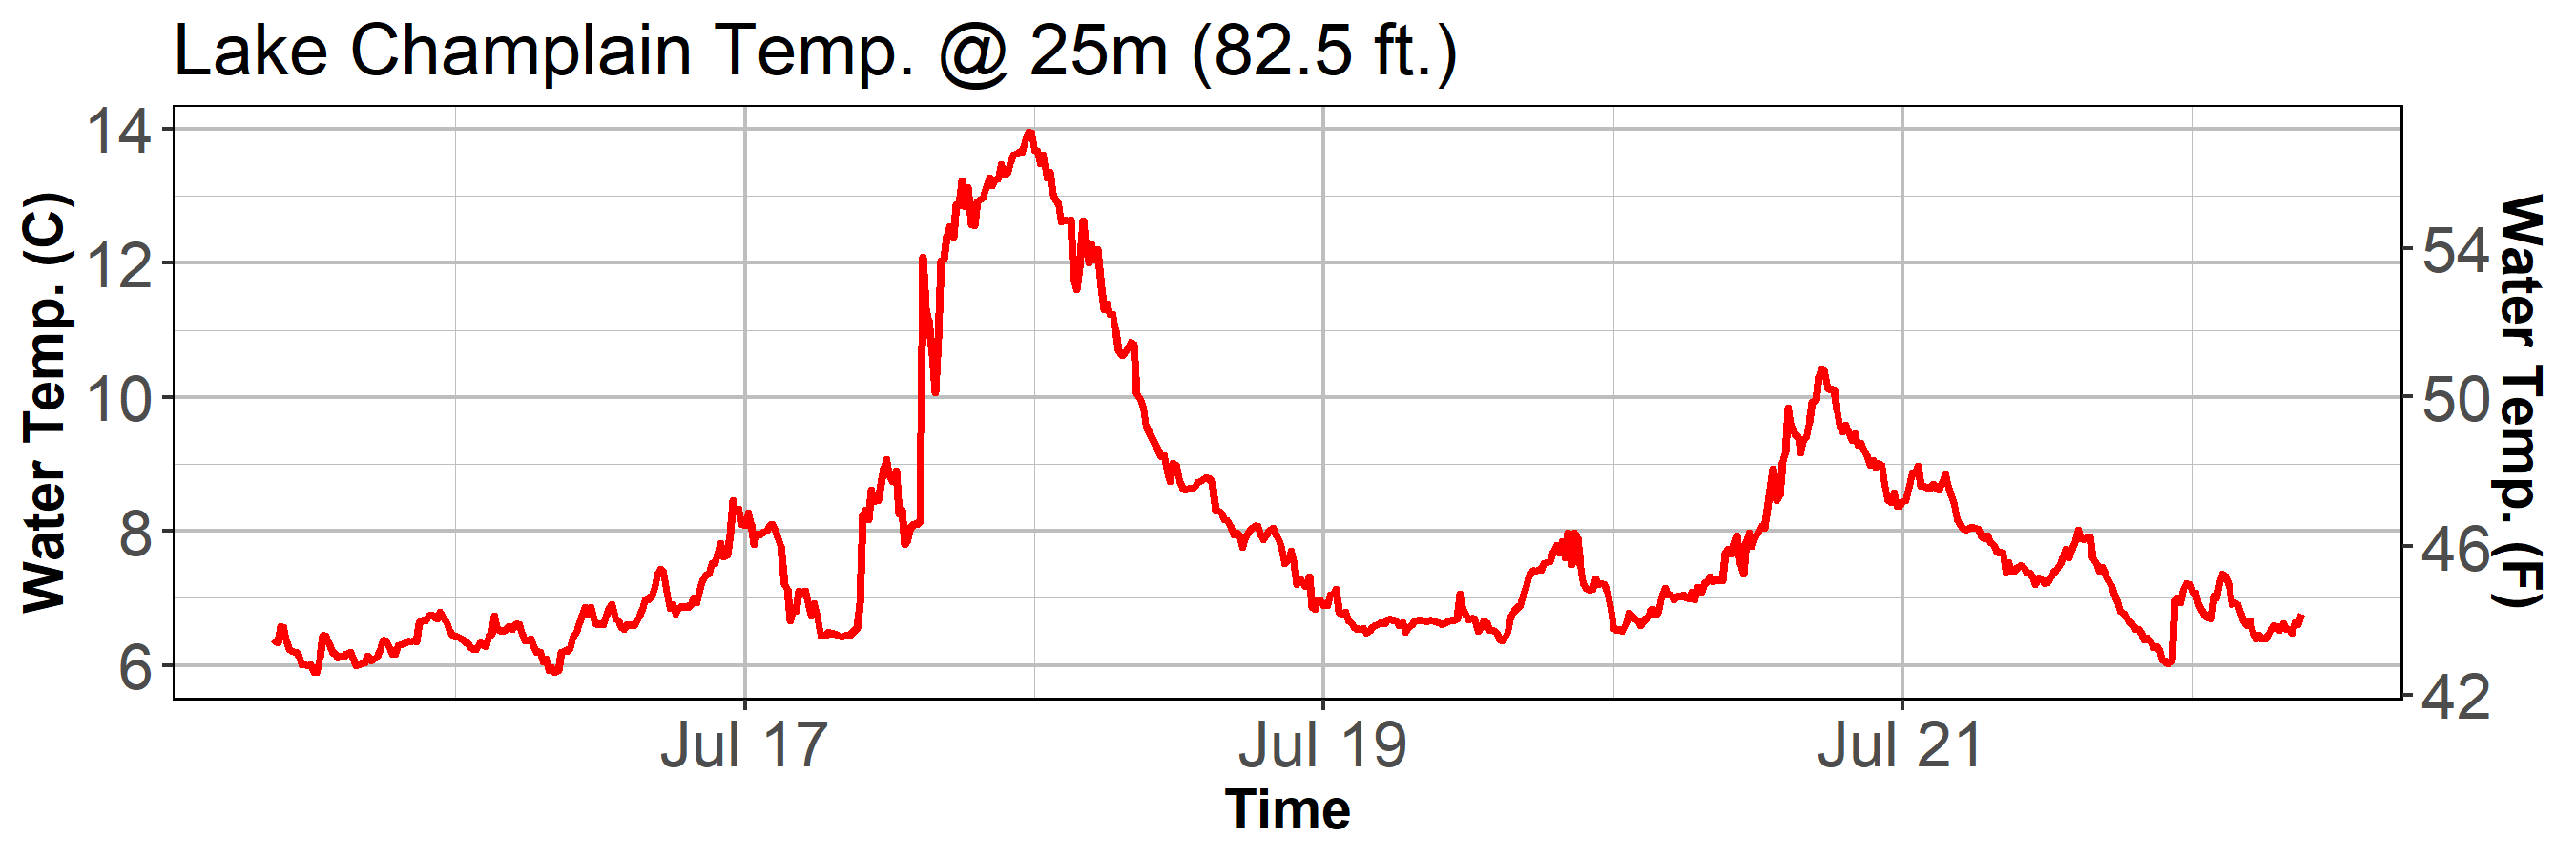 Lake Champlain Temp. @ 25m (82.5 ft.)
Water Temp. (C)
14
12
10
8
6
54
50
46
42
Water Temp. (F)
Jul 17
Jul 19
Jul 21
Time